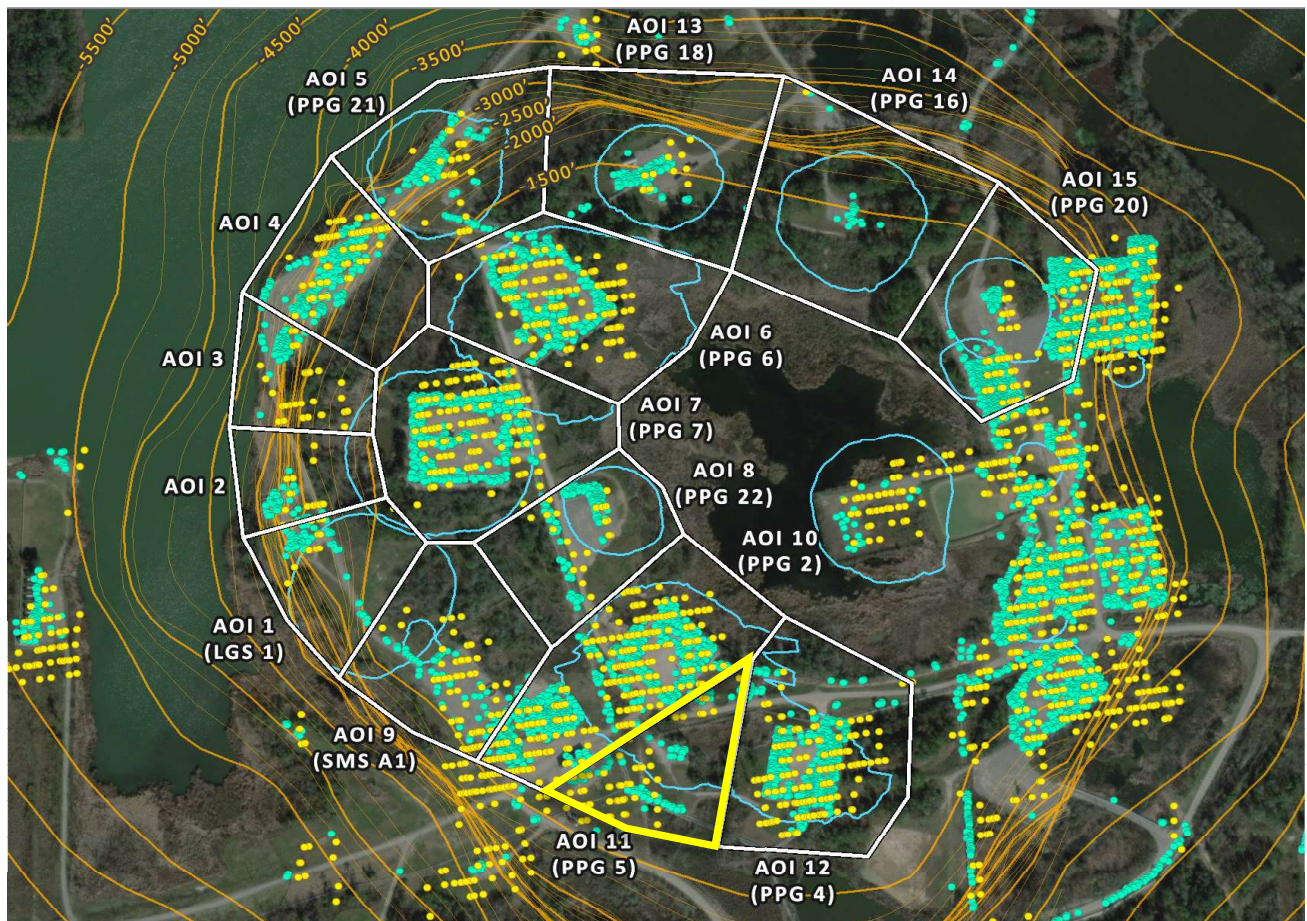 -5500'
-5000'
-4500'
-4000'
-3500'
-3000'
-2500'
-2000'
-1500'
AOI 13
(PPG 18)
AOI 14
(PPG 16)
AOI 5
(PPG 21)
AOI 15
(PPG 20)
AOI 4
AOI 3
AOI 6
(PPG 6)
AOI 7
(PPG 7)
AOI 8
(PPG 22)
AOI 2
AOI 10
(PPG 2)
AOI 1
(LGS 1)
AOI 9
(SMS A1)
AOI 11
(PPG 5)
AOI 12
(PPG 4)